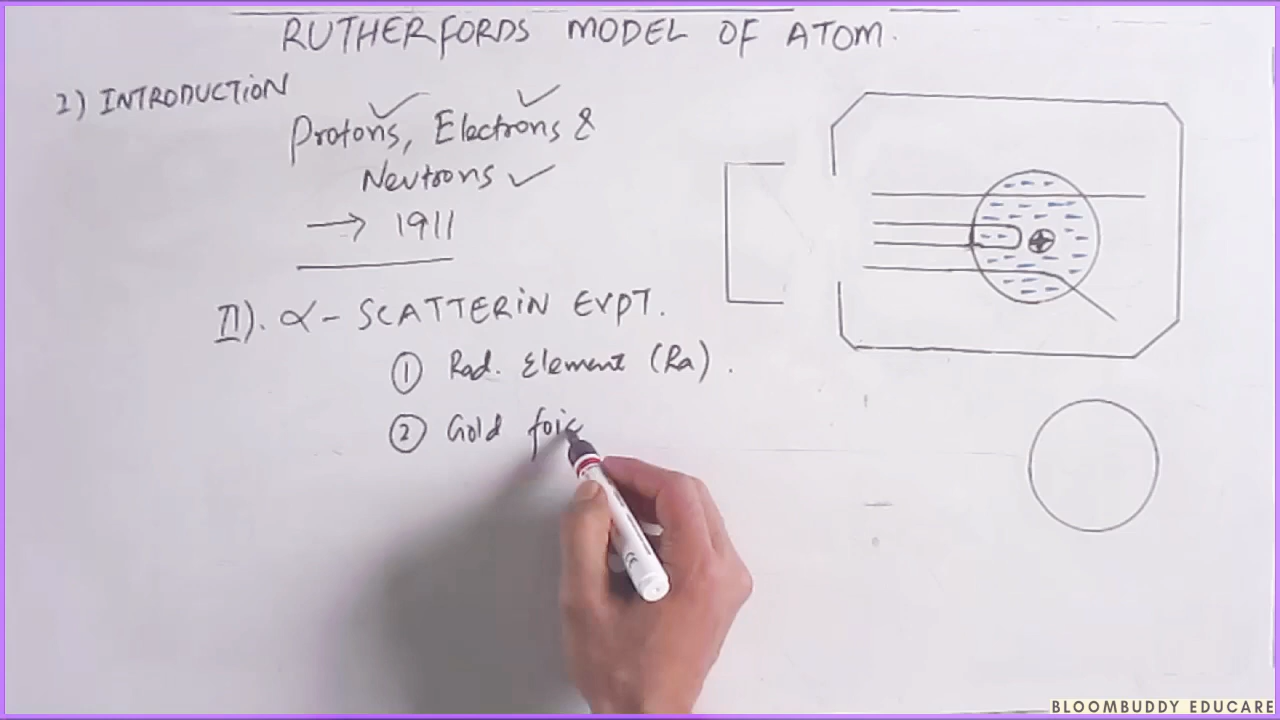 RUTHERFORDS MODEL OF ATOM.
1) INTRODUCTION
Protons, Electrons &
Neutrons
→ 1911
II). α - SCATTERIN EXPT.
① Rad. Element (Ra).
② Gold foi
BLOOMBUDDY EDUCARE